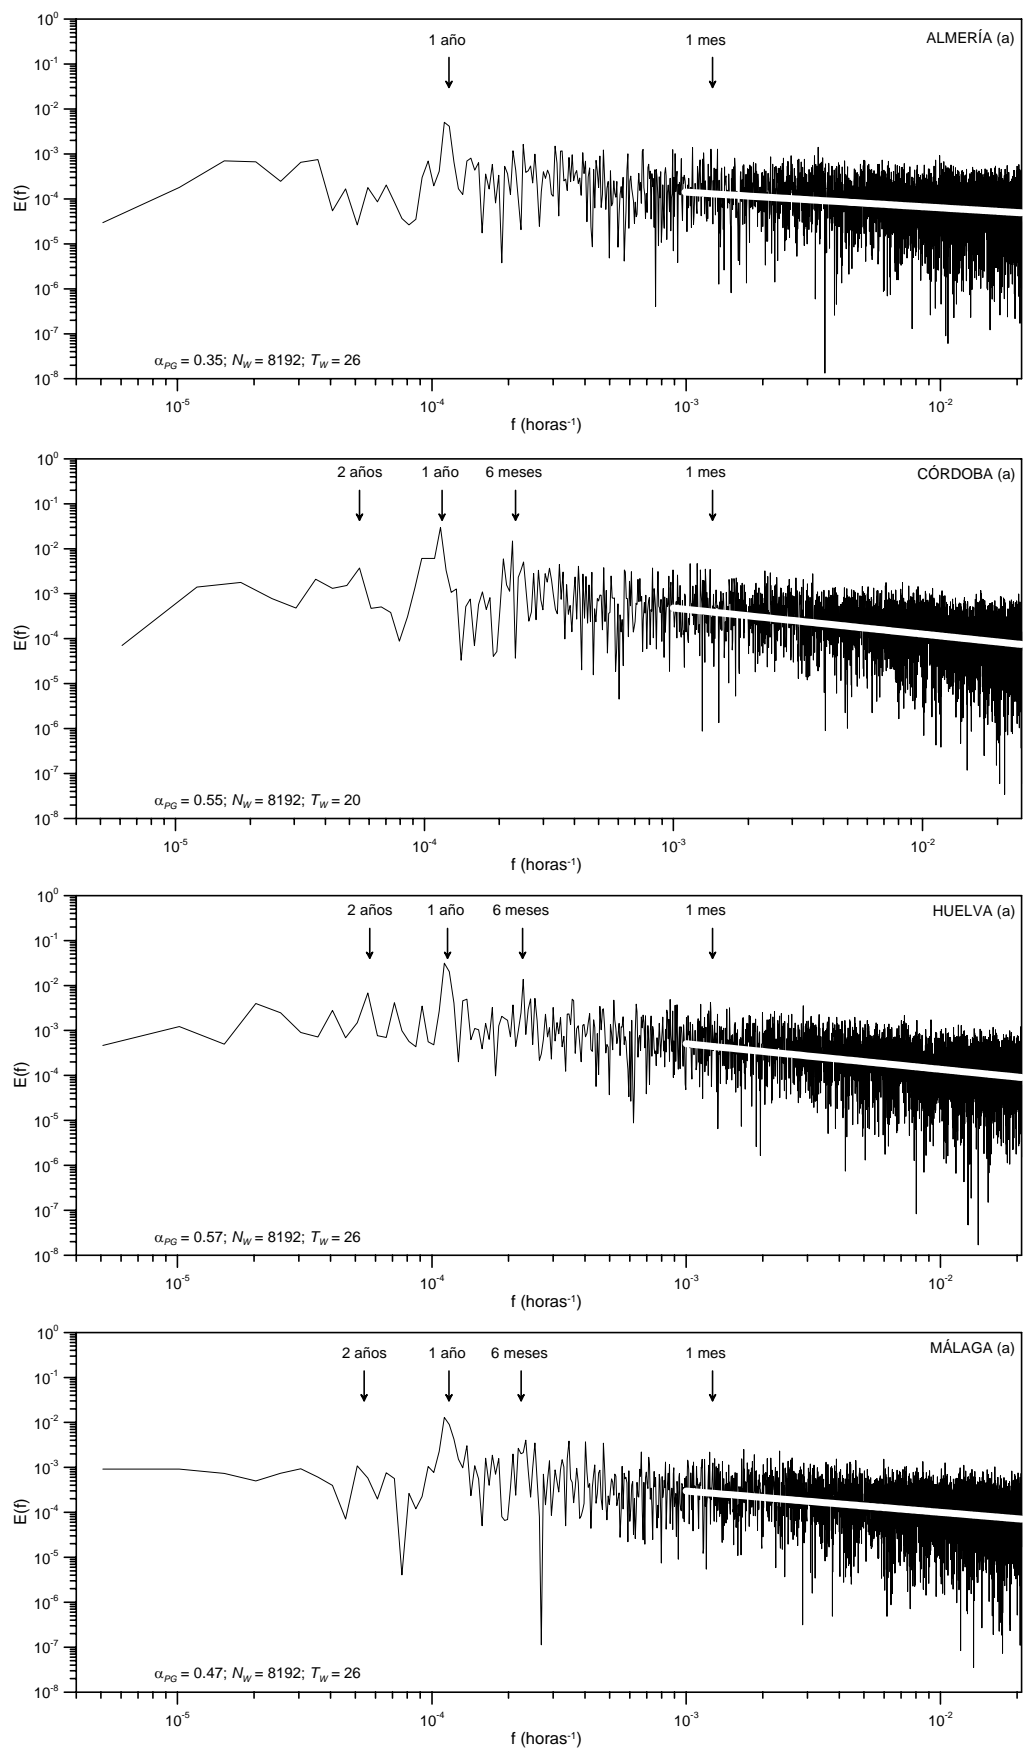 10⁰
1 año 1 mes ALMERÍA (a)
10⁻¹
10⁻²
10⁻³
E(f)
10⁻⁴
10⁻⁵
10⁻⁶
10⁻⁷
α_PG = 0.35; N_W = 8192; T_W = 26
10⁻⁸
10⁻⁵ 10⁻⁴ 10⁻³ 10⁻²
f (horas⁻¹)
10⁰
2 años 1 año 6 meses 1 mes CÓRDOBA (a)
10⁻¹
10⁻²
10⁻³
E(f)
10⁻⁴
10⁻⁵
10⁻⁶
10⁻⁷
α_PG = 0.55; N_W = 8192; T_W = 20
10⁻⁸
10⁻⁵ 10⁻⁴ 10⁻³ 10⁻²
f (horas⁻¹)
10⁰
2 años 1 año 6 meses 1 mes HUELVA (a)
10⁻¹
10⁻²
10⁻³
E(f)
10⁻⁴
10⁻⁵
10⁻⁶
10⁻⁷
α_PG = 0.57; N_W = 8192; T_W = 26
10⁻⁸
10⁻⁵ 10⁻⁴ 10⁻³ 10⁻²
f (horas⁻¹)
10⁰
2 años 1 año 6 meses 1 mes MÁLAGA (a)
10⁻¹
10⁻²
10⁻³
E(f)
10⁻⁴
10⁻⁵
10⁻⁶
10⁻⁷
α_PG = 0.47; N_W = 8192; T_W = 26
10⁻⁸
10⁻⁵ 10⁻⁴ 10⁻³ 10⁻²
f (horas⁻¹)